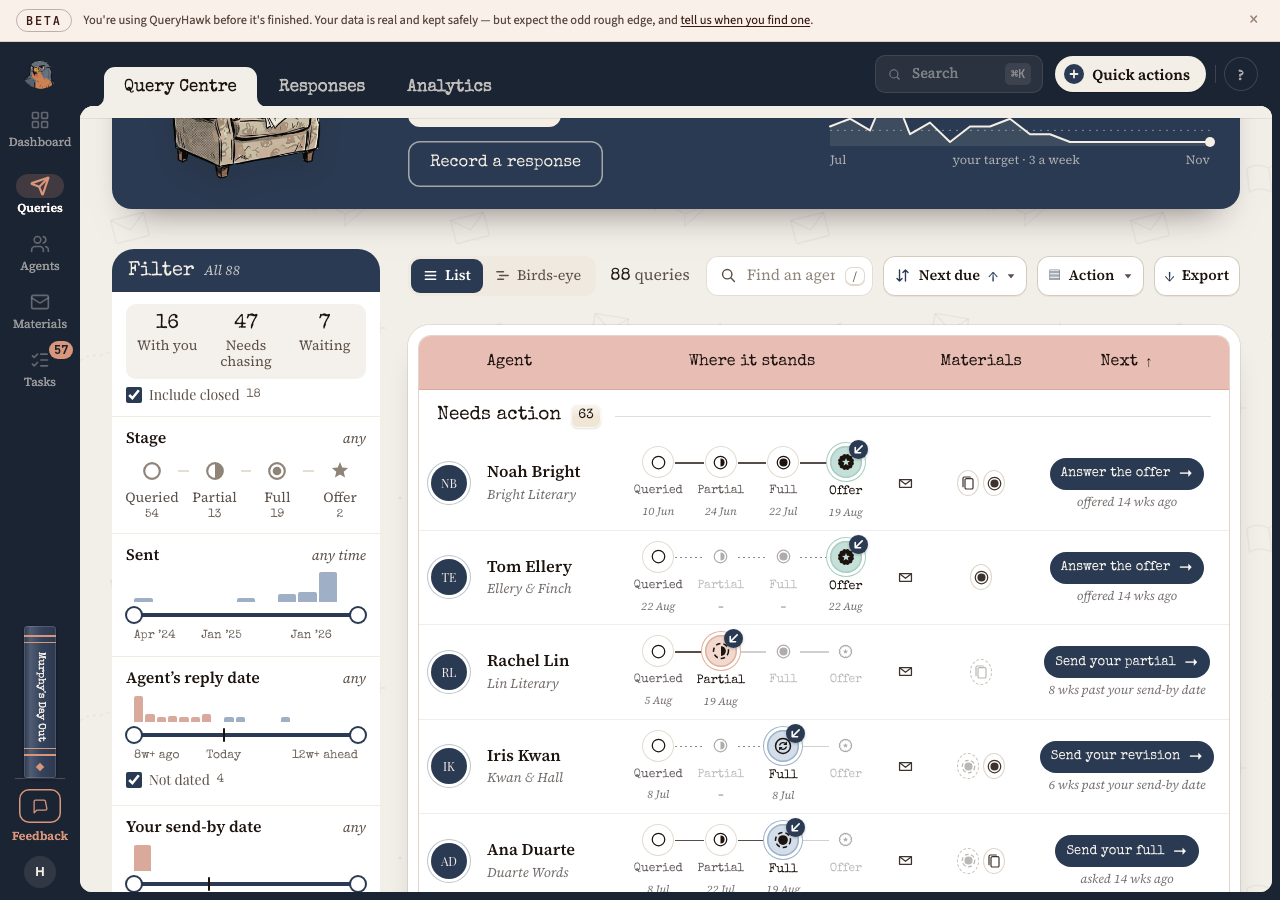 BETA
You're using QueryHawk before it's finished. Your data is real and kept safely — but expect the odd rough edge, and tell us when you find one.
×
Query Centre
Responses
Analytics
Search
⌘K
Quick actions
?
Dashboard
Queries
Agents
Materials
57
Tasks
Murphy's Day Out
Feedback
H
Record a response
Jul
your target · 3 a week
Nov
Filter All 88
16
With you
47
Needs chasing
7
Waiting
Include closed 18
Stage any
Queried 54
Partial 13
Full 19
Offer 2
Sent any time
Apr ’24 Jan ’25 Jan ’26
Agent’s reply date any
8w+ ago Today 12w+ ahead
Not dated 4
Your send-by date any
List
Birds-eye
88 queries
Find an ager
/
Next due ↑
Action
Export
Agent Where it stands Materials Next ↑
Needs action 63
NB
Noah Bright
Bright Literary
Queried Partial Full Offer
10 Jun 24 Jun 22 Jul 19 Aug
Answer the offer →
offered 14 wks ago
TE
Tom Ellery
Ellery & Finch
Queried Partial Full Offer
22 Aug – – 22 Aug
Answer the offer →
offered 14 wks ago
RL
Rachel Lin
Lin Literary
Queried Partial Full Offer
5 Aug 19 Aug
Send your partial →
8 wks past your send-by date
IK
Iris Kwan
Kwan & Hall
Queried Partial Full Offer
8 Jul – 8 Jul
Send your revision →
6 wks past your send-by date
AD
Ana Duarte
Duarte Words
Queried Partial Full Offer
8 Jul 22 Jul 19 Aug
Send your full →
asked 14 wks ago